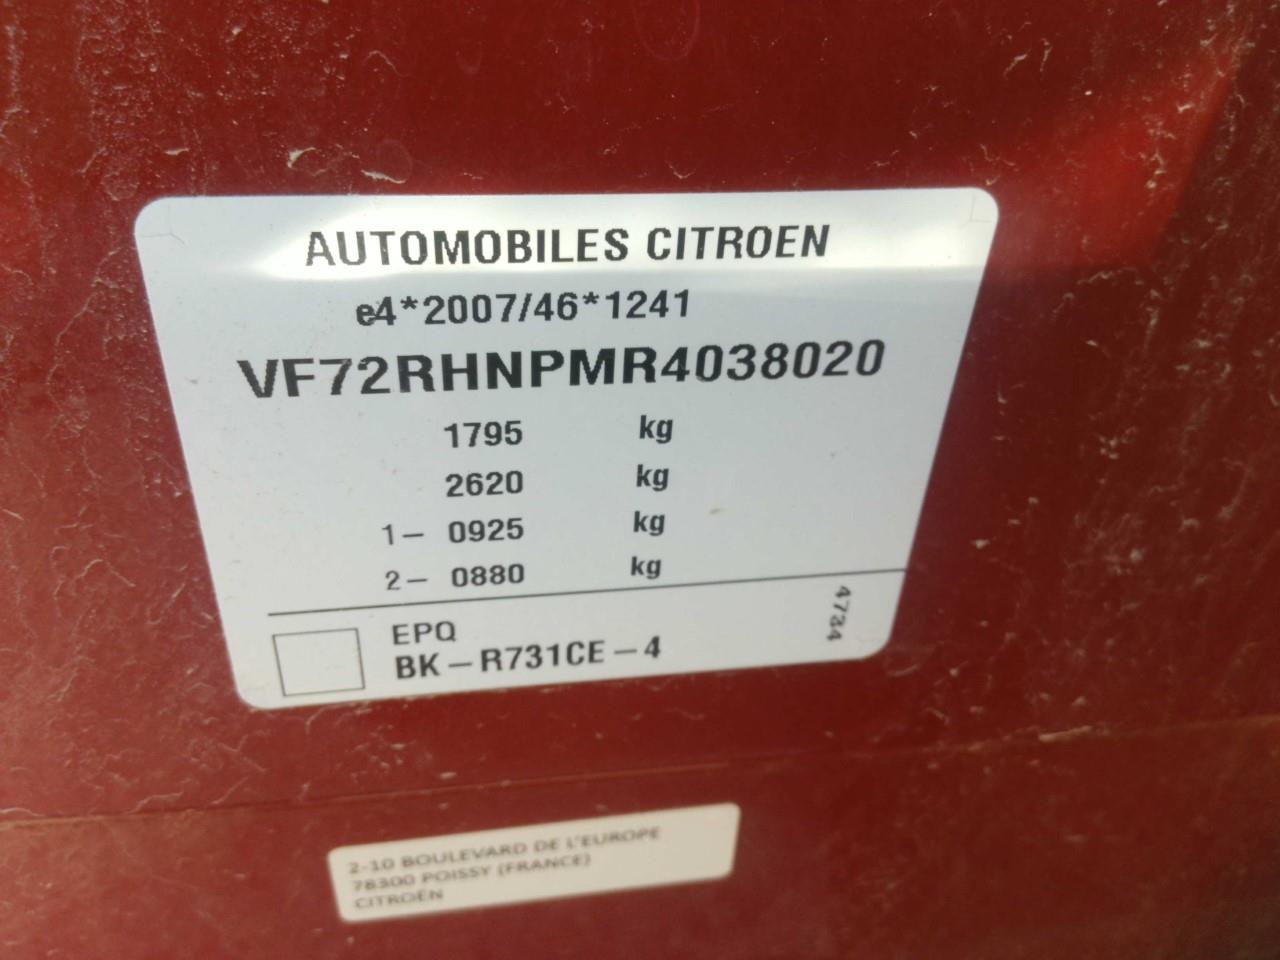 AUTOMOBILES CITROEN
e4*2007/46*1241
VF72RHNPMR4038020
1795 kg
2620 kg
1– 0925 kg
2– 0880 kg
EPQ
BK–R731CE–4
4734
2-10 BOULEVARD DE L'EUROPE
78300 POISSY (FRANCE)
CITROËN